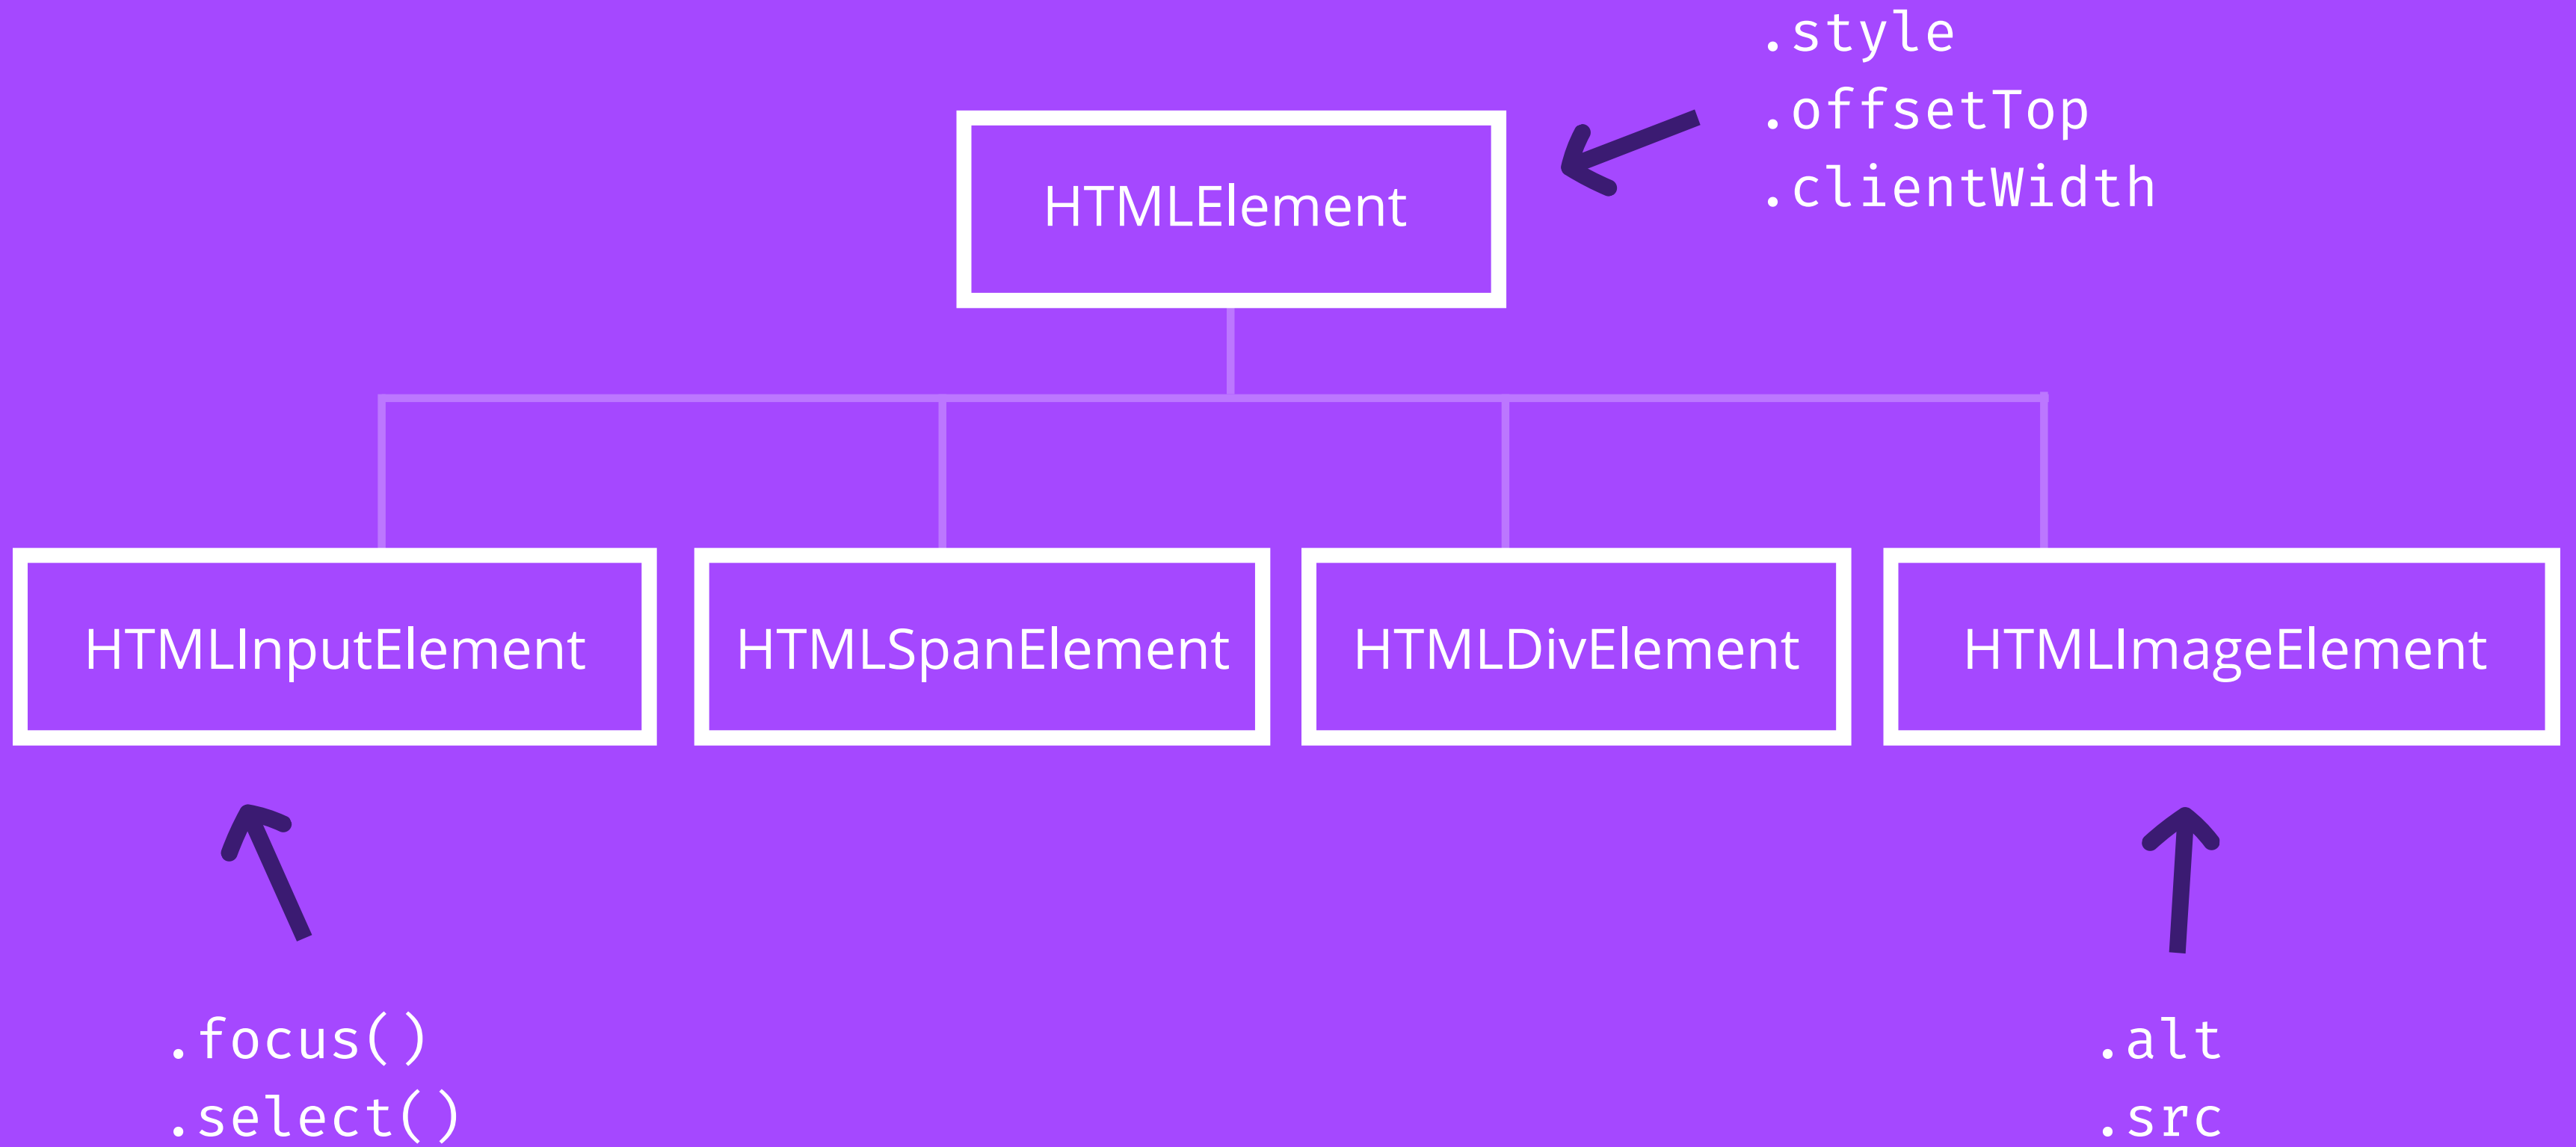 .style
.offsetTop
.clientWidth
HTMLElement
HTMLInputElement
HTMLSpanElement
HTMLDivElement
HTMLImageElement
.focus()
.select()
.alt
.src